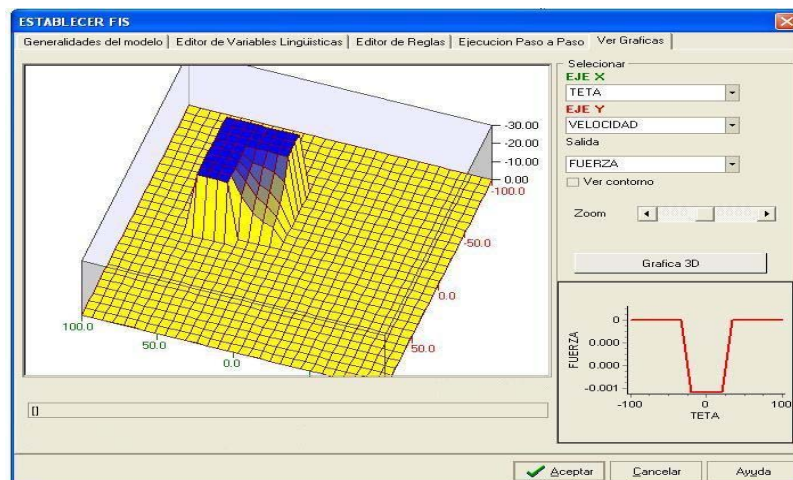 ESTABLECER FIS
Generalidades del modelo
Editor de Variables Lingüisticas
Editor de Reglas
Ejecucion Paso a Paso
Ver Graficas
-30.00
-20.00
-10.00
0.00
-100.0
-50.0
0.0
50.0
100.0
50.0
0.0
Selecionar
EJE X
TETA
EJE Y
VELOCIDAD
Salida
FUERZA
Ver contorno
Zoom
Grafica 3D
FUERZA
0
0.000
0.000
-0.001
-100
0
100
TETA
[]
Aceptar
Cancelar
Ayuda